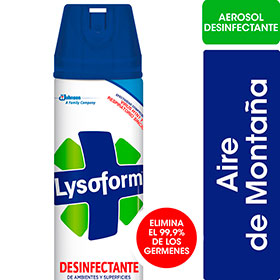 AEROSOL
DESINFECTANTE
Aire
de Montaña
Johnson
A Family Company
Lysoform
ELIMINA
EL 99,9%
DE LOS
GERMENES
DESINFECTANTE
DE AMBIENTES Y SUPERFICIES